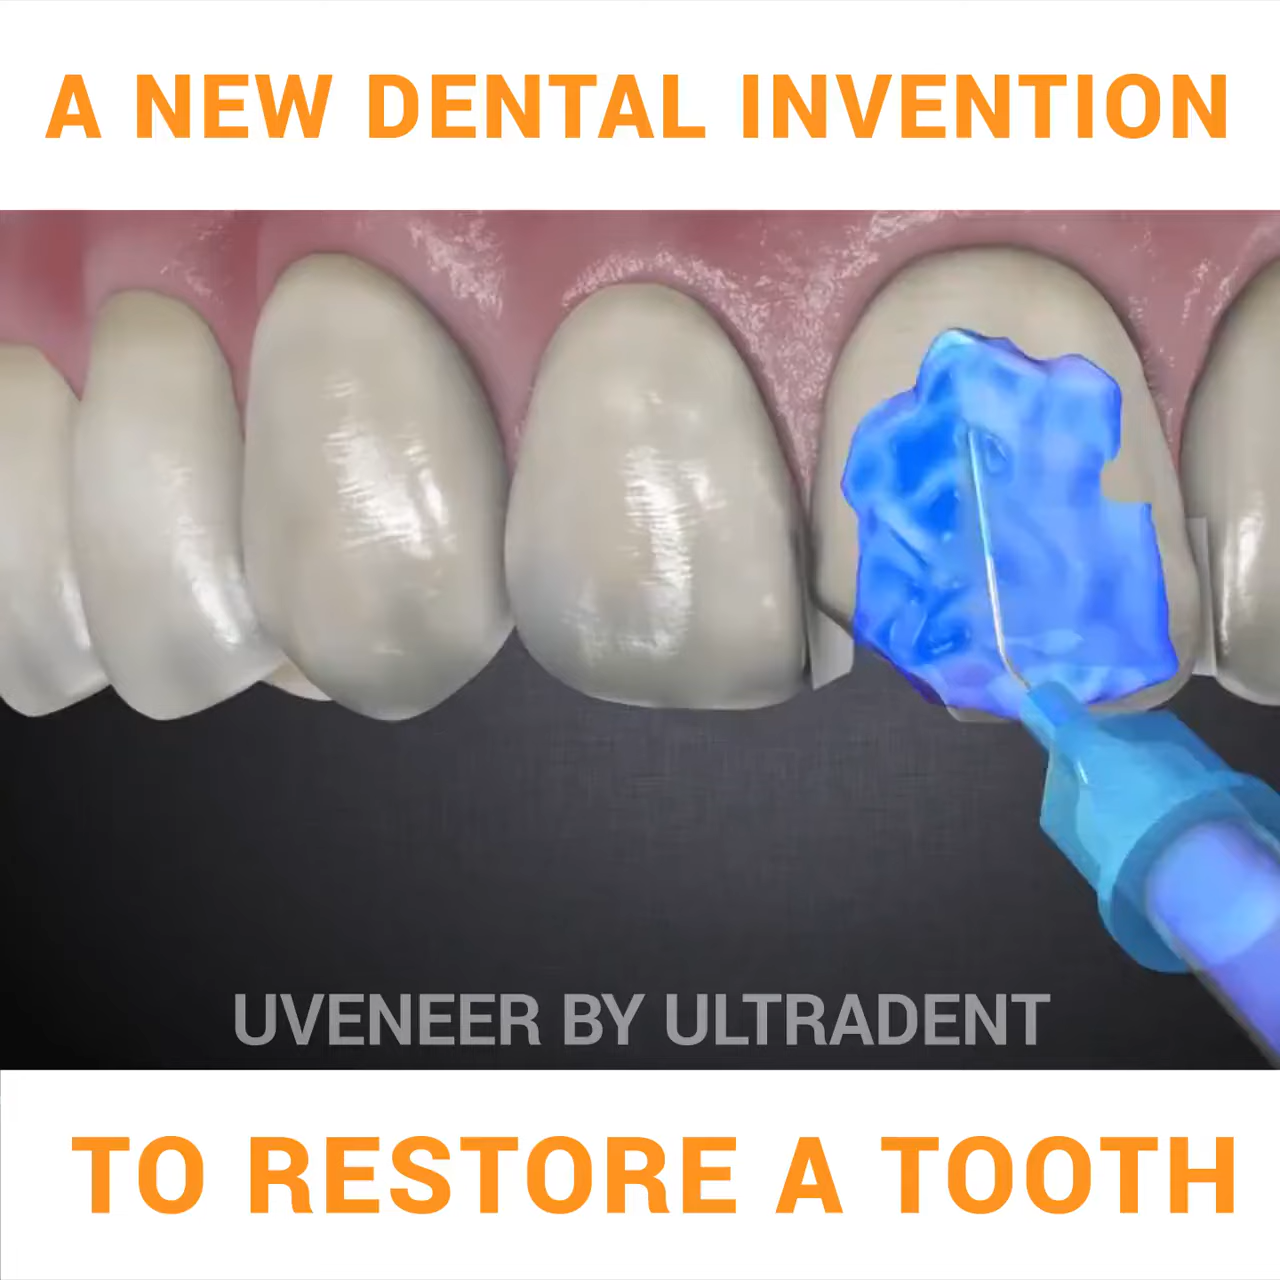 A NEW DENTAL INVENTION
UVENEER BY ULTRADENT
TO RESTORE A TOOTH